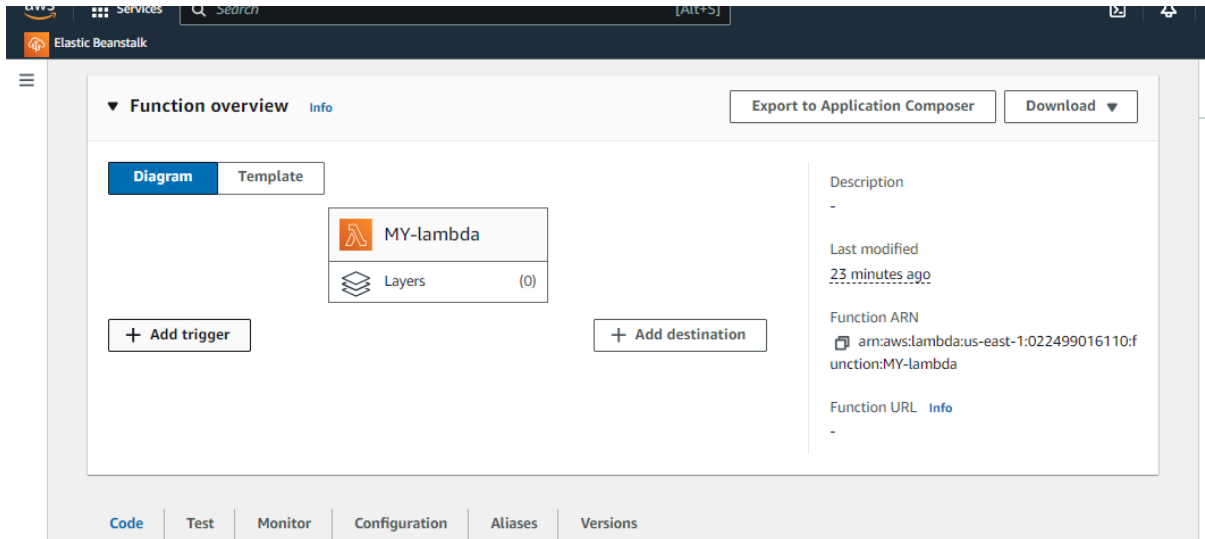 aws
Services
Search
[Alt+S]
Elastic Beanstalk
Function overview Info
Export to Application Composer
Download
Diagram
Template
MY-lambda
Layers
(0)
Add trigger
Add destination
Description
-
Last modified
23 minutes ago
Function ARN
arn:aws:lambda:us-east-1:022499016110:f
unction:MY-lambda
Function URL Info
-
Code
Test
Monitor
Configuration
Aliases
Versions